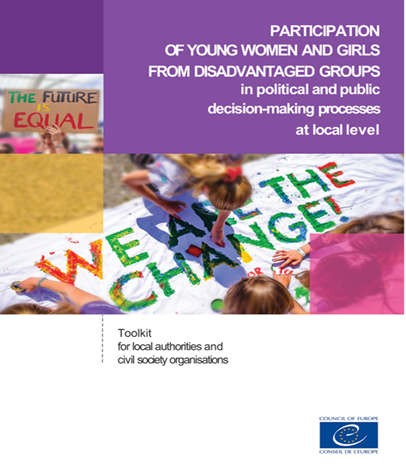 PARTICIPATION
OF YOUNG WOMEN AND GIRLS
FROM DISADVANTAGED GROUPS
in political and public
decision-making processes
at local level
THE FUTURE
IS
EQUAL
WE ARE THE
CHANGE!
Toolkit
for local authorities and
civil society organisations
COUNCIL OF EUROPE
CONSEIL DE L'EUROPE